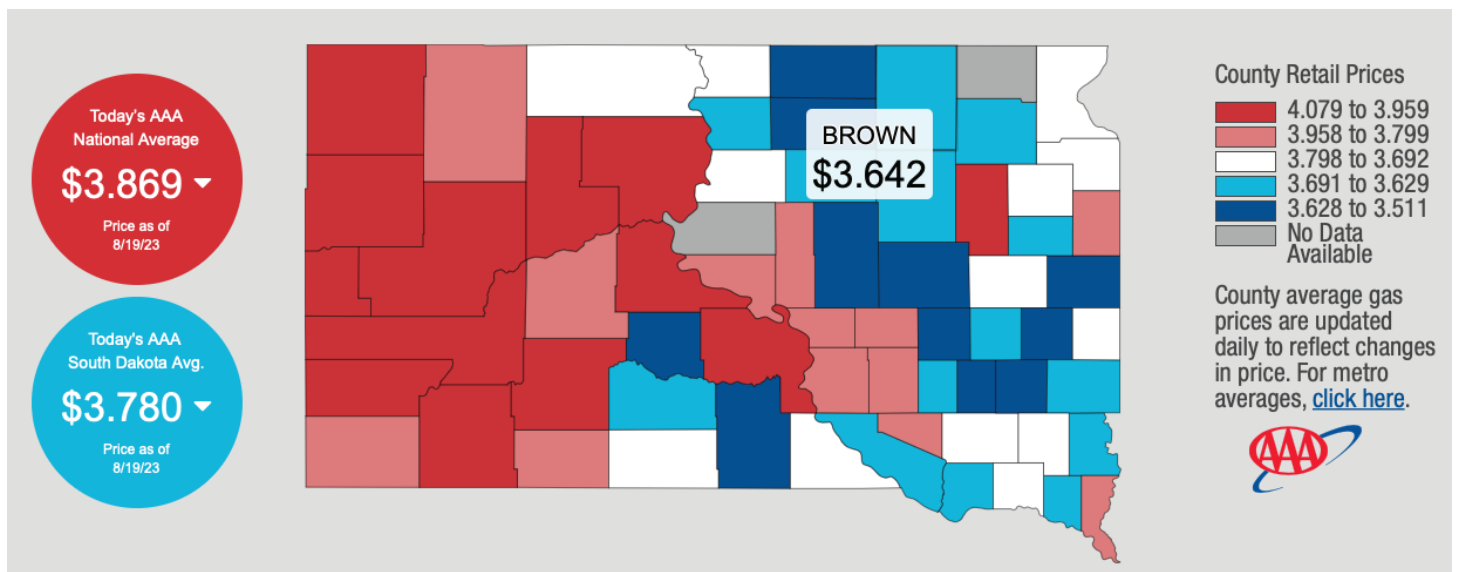 Today's AAA
National Average
$3.869
Price as of
8/19/23
Today's AAA
South Dakota Avg.
$3.780
Price as of
8/19/23
BROWN
$3.642
County Retail Prices
4.079 to 3.959
3.958 to 3.799
3.798 to 3.692
3.691 to 3.629
3.628 to 3.511
No Data
Available
County average gas
prices are updated
daily to reflect changes
in price. For metro
averages, click here.
AAA